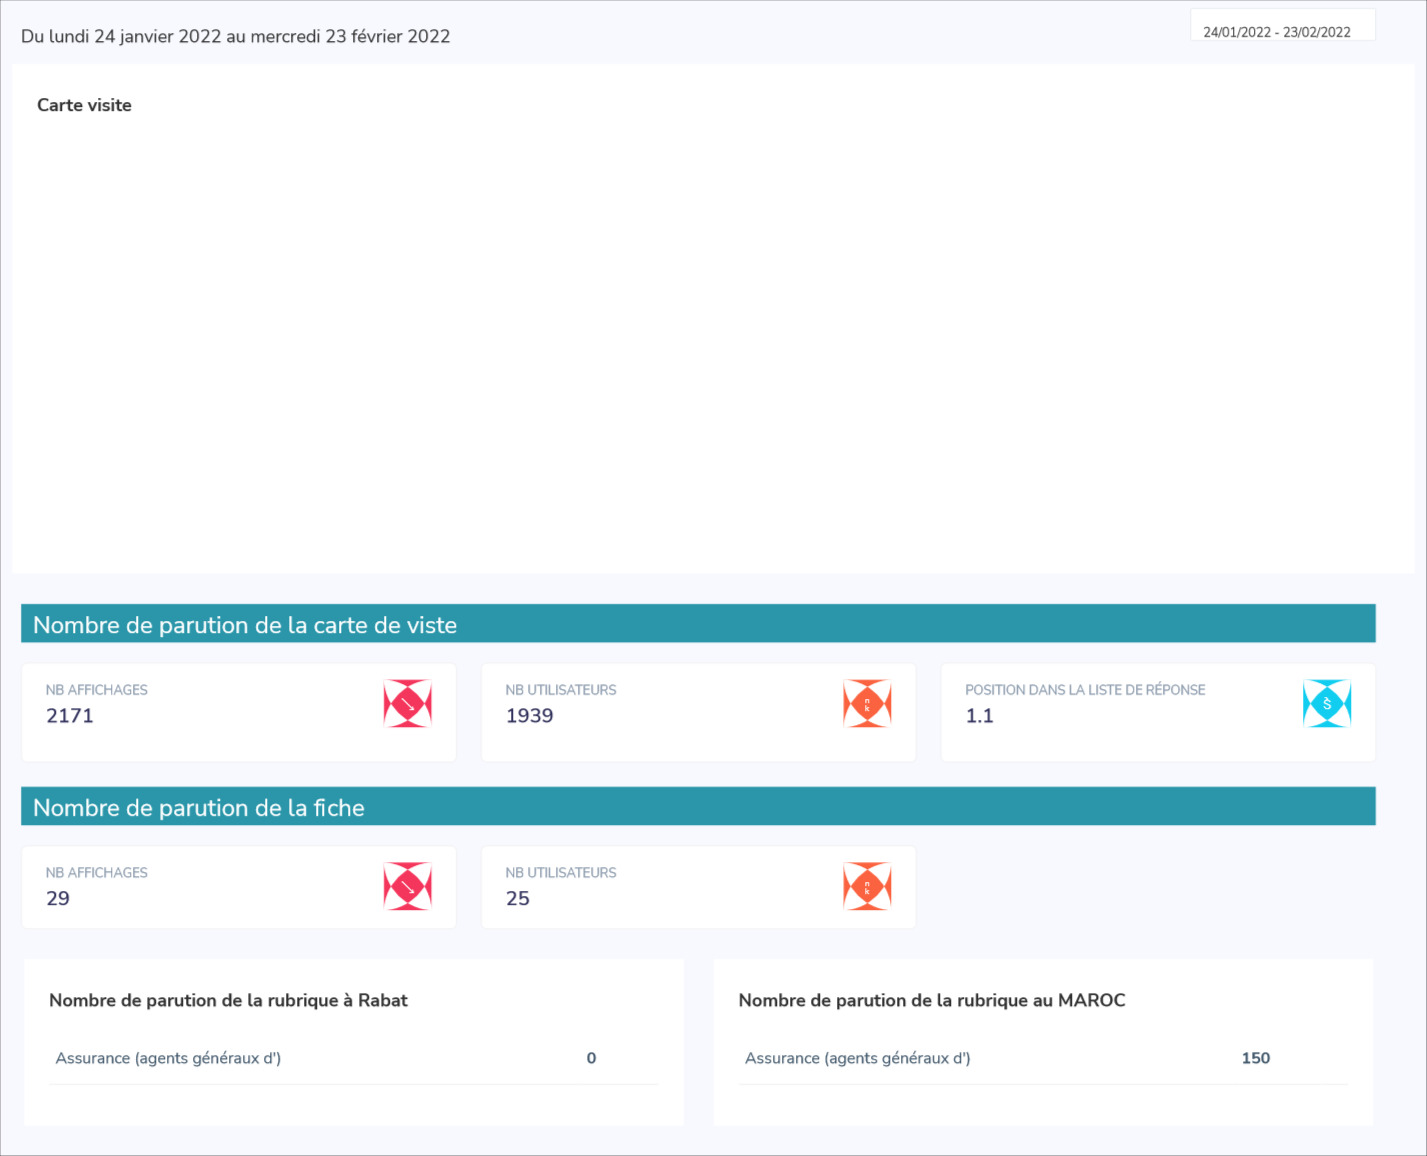 Du lundi 24 janvier 2022 au mercredi 23 février 2022
24/01/2022 - 23/02/2022
Carte visite
Nombre de parution de la carte de viste
NB AFFICHAGES
2171
NB UTILISATEURS
1939
POSITION DANS LA LISTE DE RÉPONSE
1.1
Nombre de parution de la fiche
NB AFFICHAGES
29
NB UTILISATEURS
25
Nombre de parution de la rubrique à Rabat
Assurance (agents généraux d') 0
Nombre de parution de la rubrique au MAROC
Assurance (agents généraux d') 150